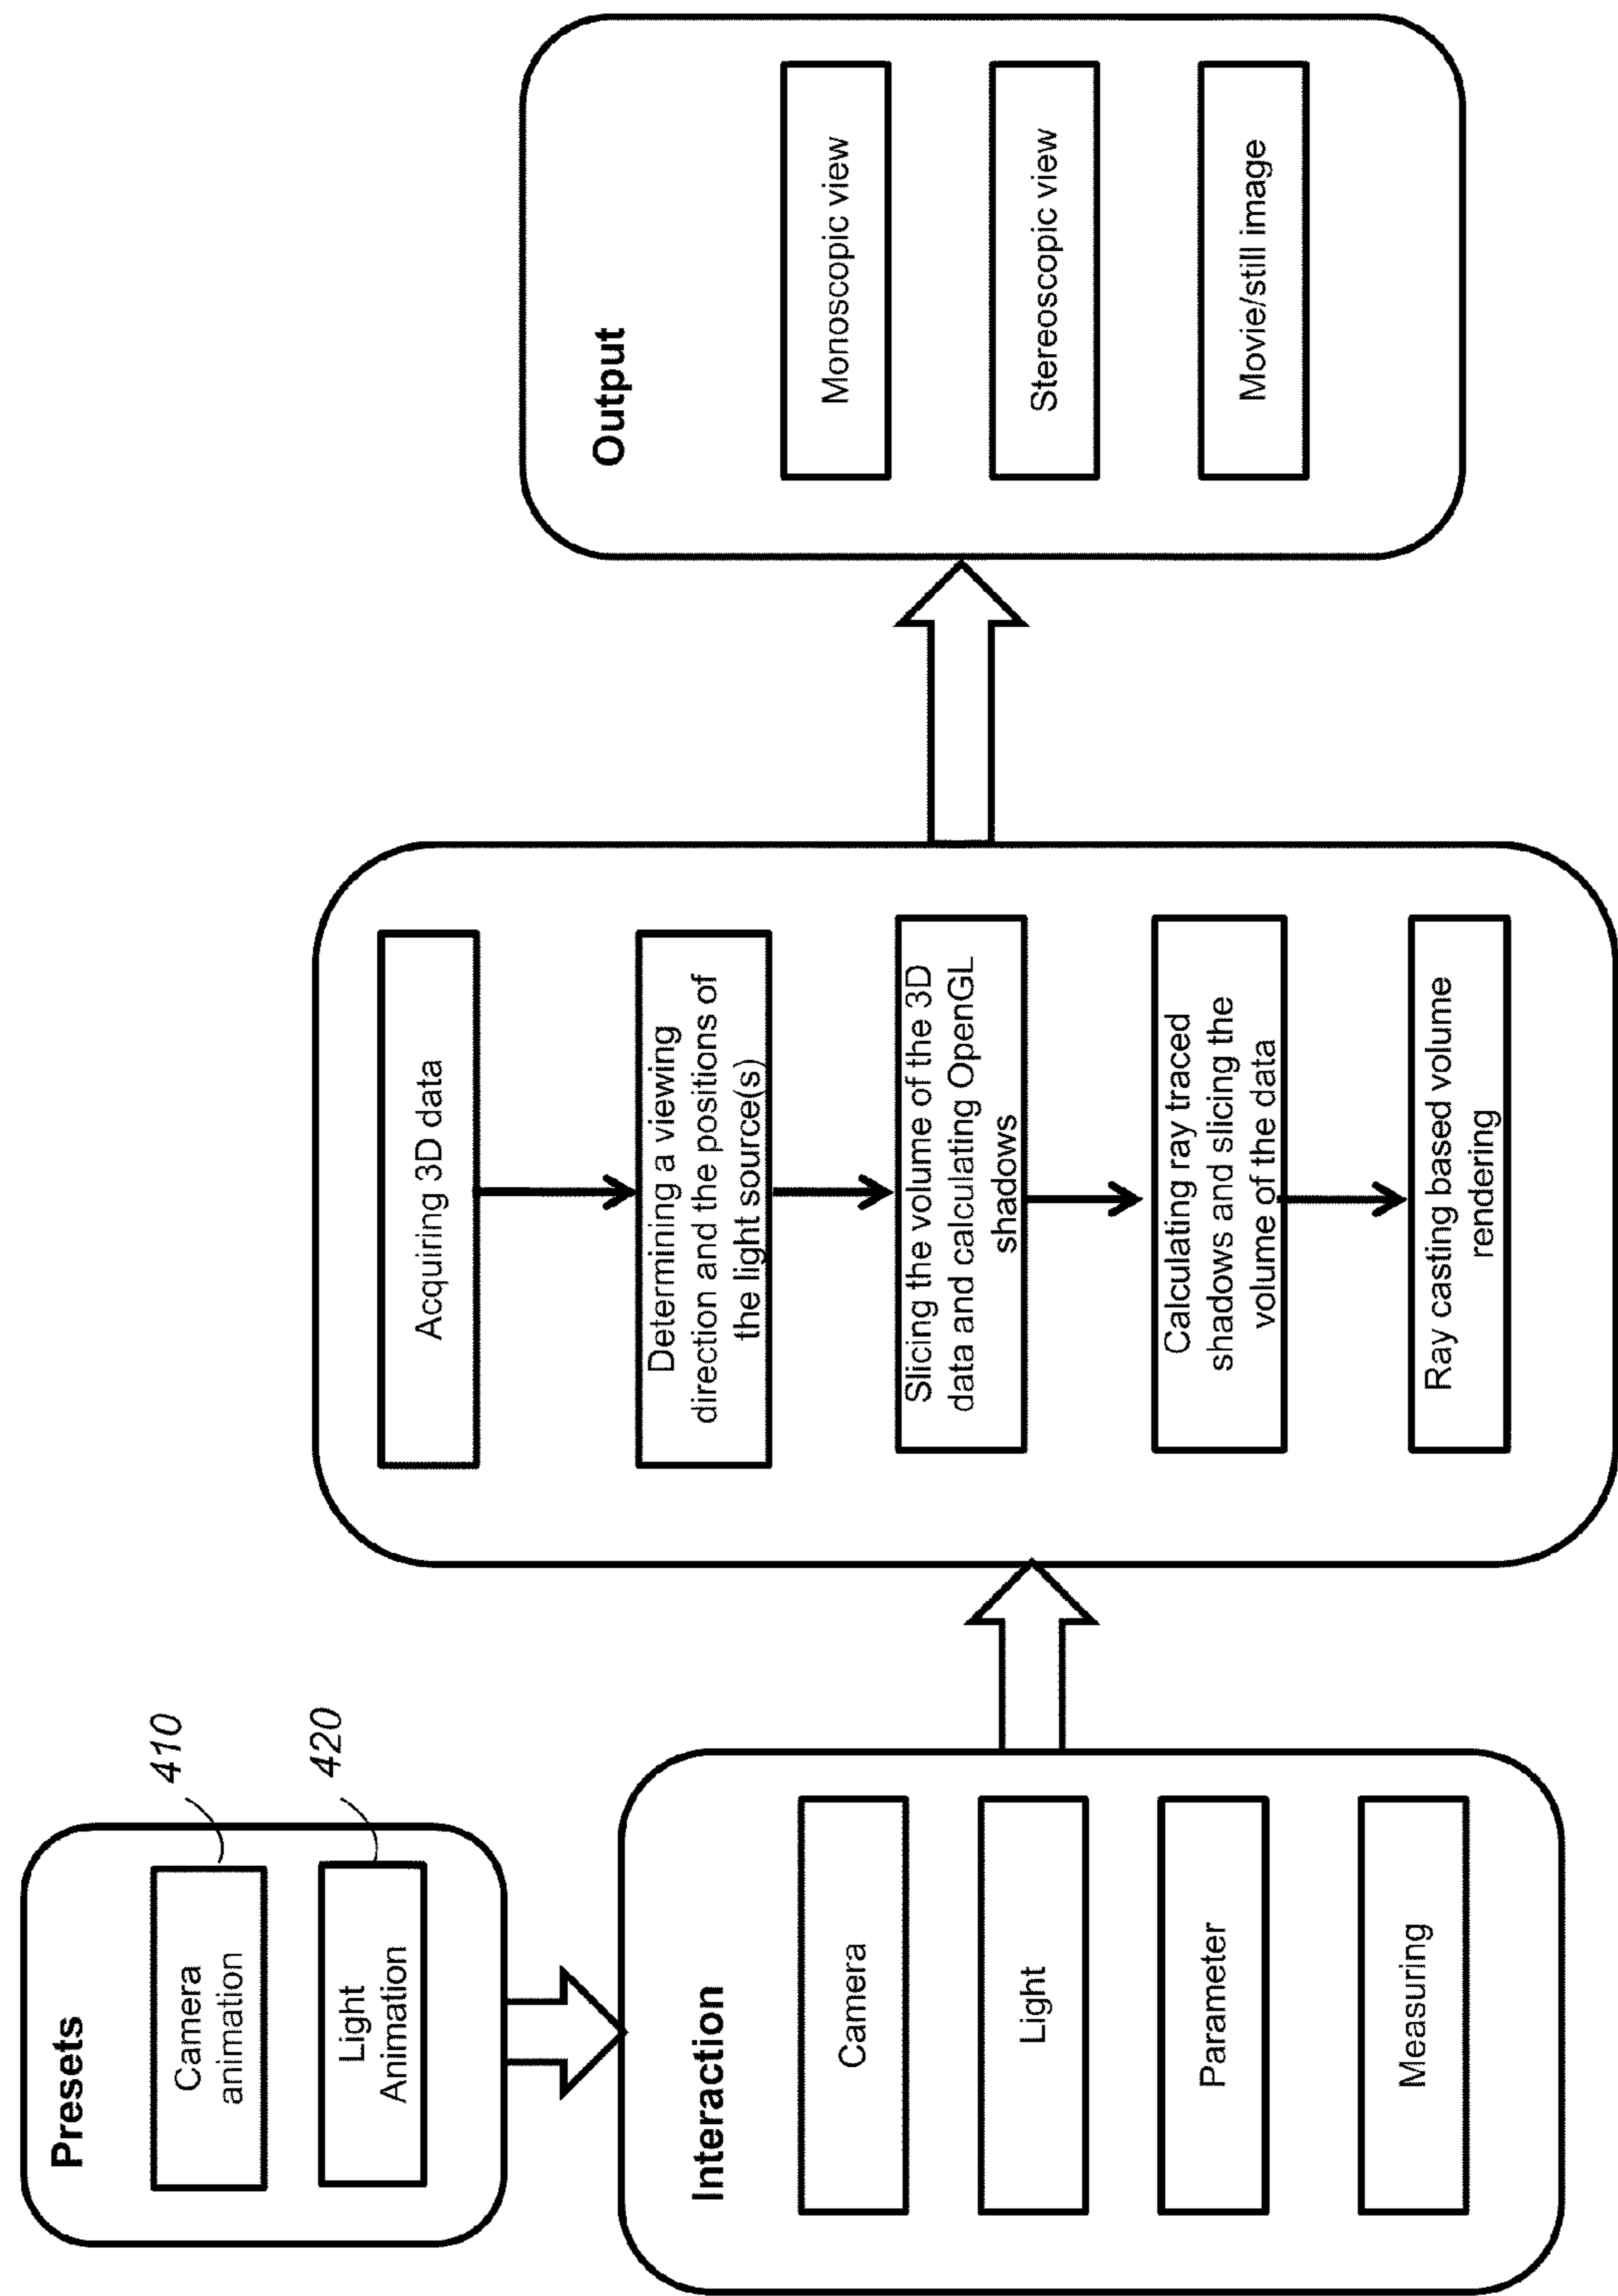 Presets
Camera
animation
410
Light
Animation
420
Interaction
Camera
Light
Parameter
Measuring
Acquiring 3D data
Determining a viewing
direction and the positions of
the light source(s)
Slicing the volume of the 3D
data and calculating OpenGL
shadows
Calculating ray traced
shadows and slicing the
volume of the data
Ray casting based volume
rendering
Output
Monoscopic view
Stereoscopic view
Movie/still image